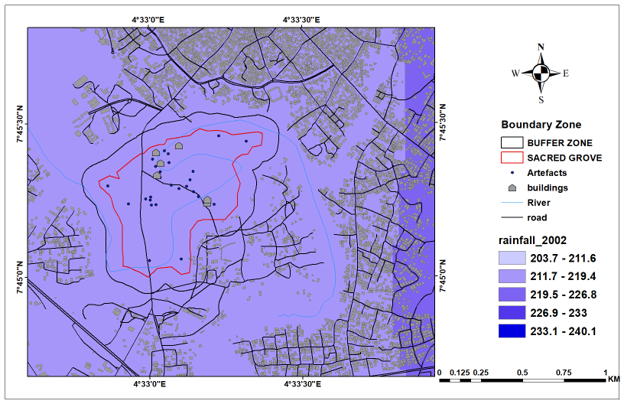 4°33'0"E 4°33'30"E
N
W E
S
7°45'30"N 7°45'30"N
Boundary Zone
BUFFER ZONE
SACRED GROVE
Artefacts
buildings
River
road
rainfall_2002
203.7 - 211.6
211.7 - 219.4
219.5 - 226.8
226.9 - 233
233.1 - 240.1
7°45'0"N 7°45'0"N
0 0.125 0.25 0.5 0.75 1
KM
4°33'0"E 4°33'30"E